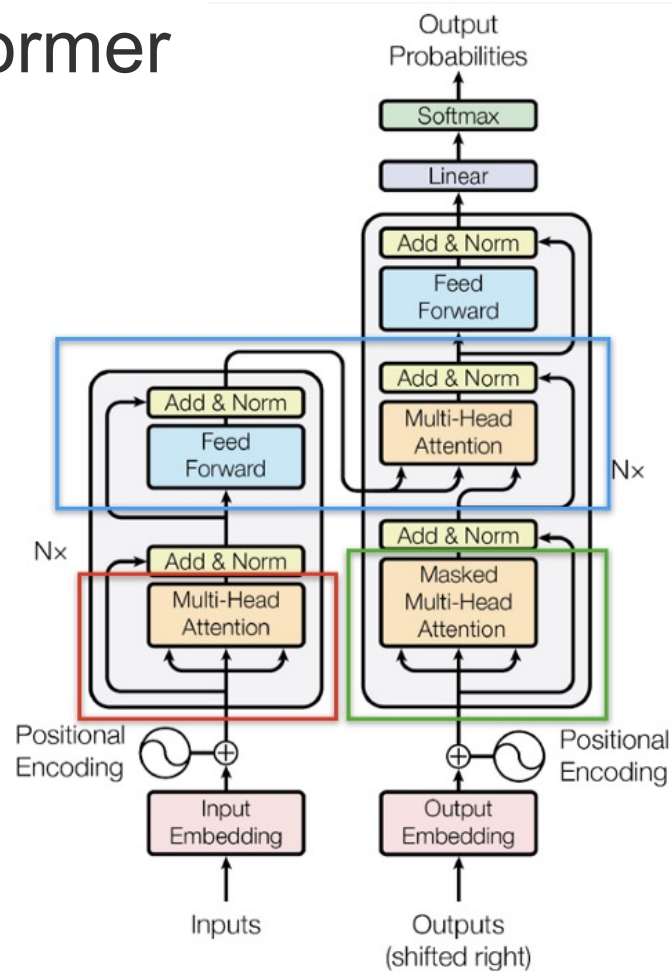 ormer
Output
Probabilities
Softmax
Linear
Add & Norm
Feed
Forward
Add & Norm
Multi-Head
Attention
Nx
Add & Norm
Masked
Multi-Head
Attention
Add & Norm
Feed
Forward
Nx
Add & Norm
Multi-Head
Attention
Positional
Encoding
Positional
Encoding
Input
Embedding
Output
Embedding
Inputs
Outputs
(shifted right)